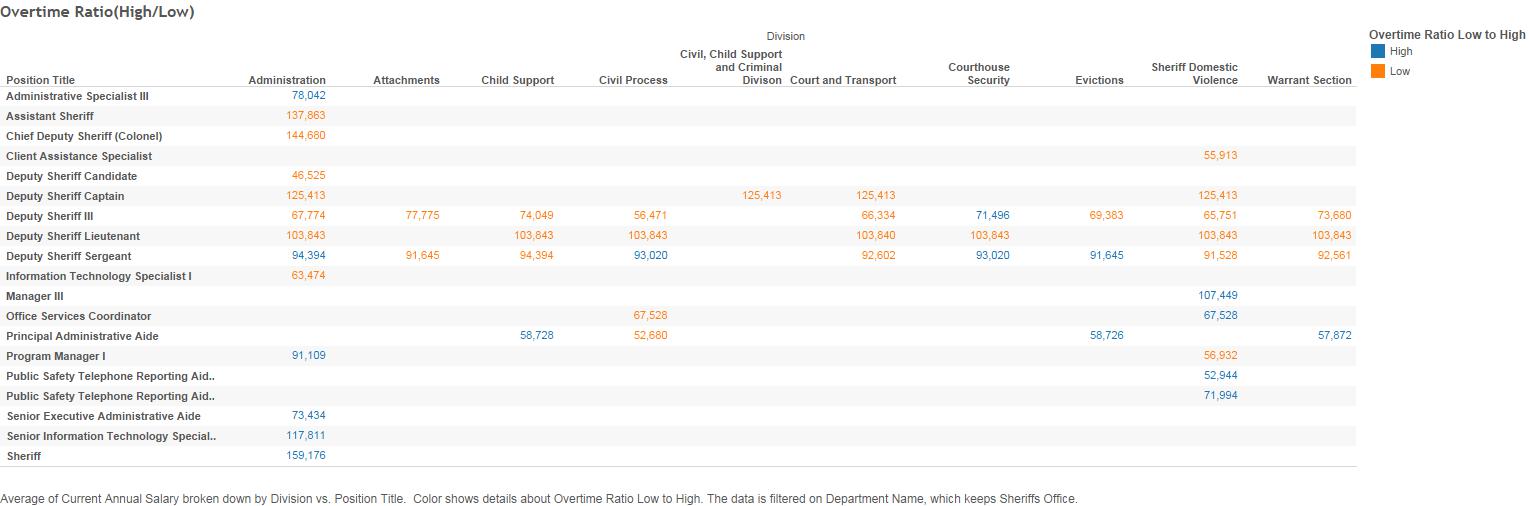 Overtime Ratio(High/Low)
Division
Overtime Ratio Low to High
High
Low
Position Title Administration Attachments Child Support Civil Process Civil, Child Support and Criminal Divison Court and Transport Courthouse Security Evictions Sheriff Domestic Violence Warrant Section
Administrative Specialist III 78,042
Assistant Sheriff 137,863
Chief Deputy Sheriff (Colonel) 144,680
Client Assistance Specialist 55,913
Deputy Sheriff Candidate 46,525
Deputy Sheriff Captain 125,413 125,413 125,413 125,413
Deputy Sheriff III 67,774 77,775 74,049 56,471 66,334 71,496 69,383 65,751 73,680
Deputy Sheriff Lieutenant 103,843 103,843 103,843 103,840 103,843 103,843 103,843
Deputy Sheriff Sergeant 94,394 91,645 94,394 93,020 92,602 93,020 91,645 91,528 92,561
Information Technology Specialist I 63,474
Manager III 107,449
Office Services Coordinator 67,528 67,528
Principal Administrative Aide 58,728 52,680 58,726 57,872
Program Manager I 91,109 56,932
Public Safety Telephone Reporting Aid.. 52,944
Public Safety Telephone Reporting Aid.. 71,994
Senior Executive Administrative Aide 73,434
Senior Information Technology Special.. 117,811
Sheriff 159,176
Average of Current Annual Salary broken down by Division vs. Position Title. Color shows details about Overtime Ratio Low to High. The data is filtered on Department Name, which keeps Sheriffs Office.